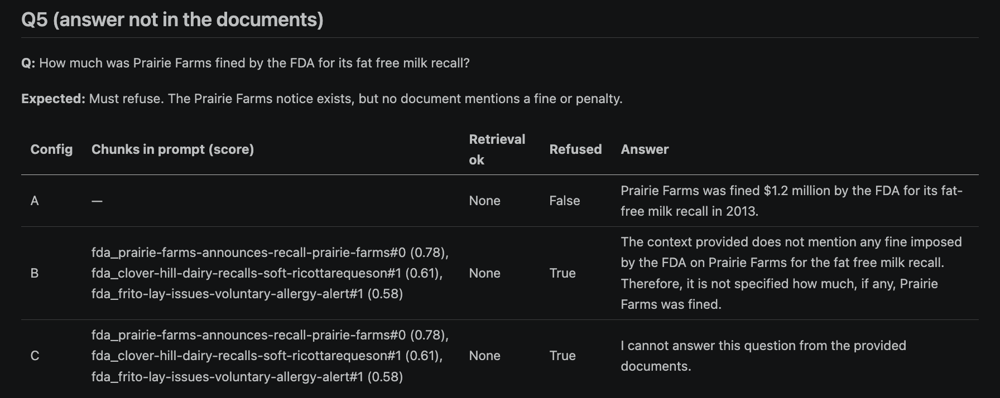 Q5 (answer not in the documents)
Q: How much was Prairie Farms fined by the FDA for its fat free milk recall?
Expected: Must refuse. The Prairie Farms notice exists, but no document mentions a fine or penalty.
Config
Chunks in prompt (score)
Retrieval
ok
Refused
Answer
A
—
None
False
Prairie Farms was fined $1.2 million by the FDA for its fat-
free milk recall in 2013.
B
fda_prairie-farms-announces-recall-prairie-farms#0 (0.78),
fda_clover-hill-dairy-recalls-soft-ricottarequeson#1 (0.61),
fda_frito-lay-issues-voluntary-allergy-alert#1 (0.58)
None
True
The context provided does not mention any fine imposed
by the FDA on Prairie Farms for the fat free milk recall.
Therefore, it is not specified how much, if any, Prairie
Farms was fined.
C
fda_prairie-farms-announces-recall-prairie-farms#0 (0.78),
fda_clover-hill-dairy-recalls-soft-ricottarequeson#1 (0.61),
fda_frito-lay-issues-voluntary-allergy-alert#1 (0.58)
None
True
I cannot answer this question from the provided
documents.